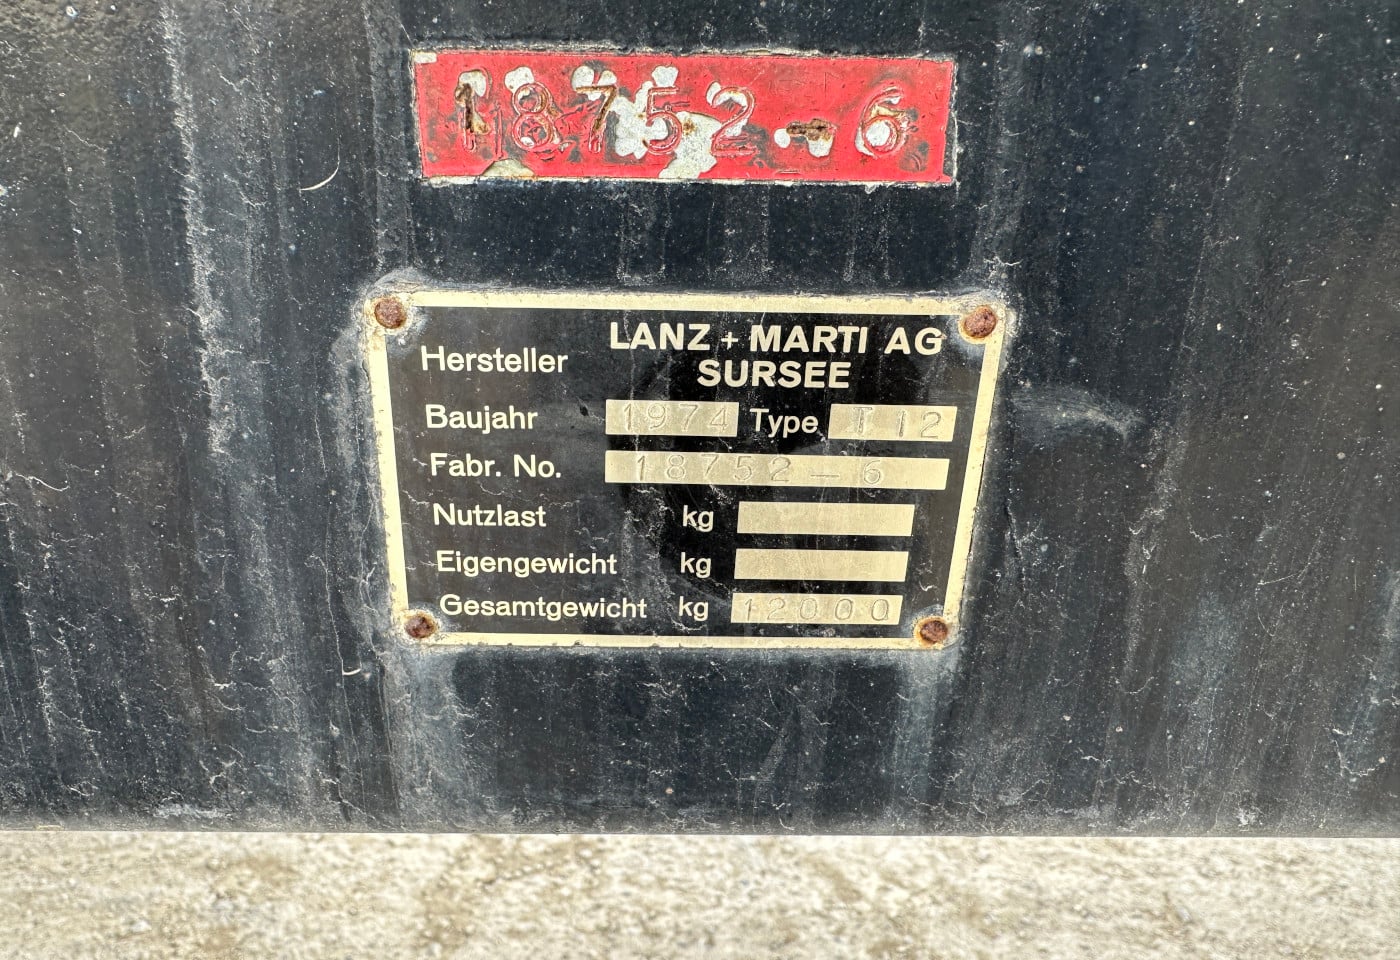 18752-6
Hersteller LANZ + MARTI AG
SURSEE
Baujahr 1974 Type T 12
Fabr. No. 18752-6
Nutzlast kg
Eigengewicht kg
Gesamtgewicht kg 12000